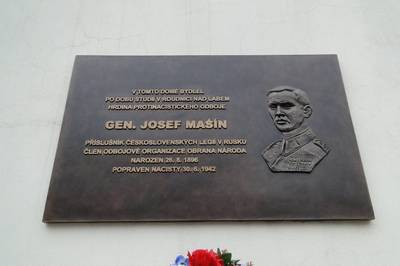 V TOMTO DOMĚ BYDLEL
PO DOBU STUDIÍ V ROUDNICI NAD LABEM
HRDINA PROTINACISTICKÉHO ODBOJE
GEN. JOSEF MAŠÍN
PŘÍSLUŠNÍK ČESKOSLOVENSKÝCH LEGIÍ V RUSKU
ČLEN ODBOJOVÉ ORGANIZACE OBRANA NÁRODA
NAROZEN 26. 8. 1896
POPRAVEN NACISTY 30. 6. 1942